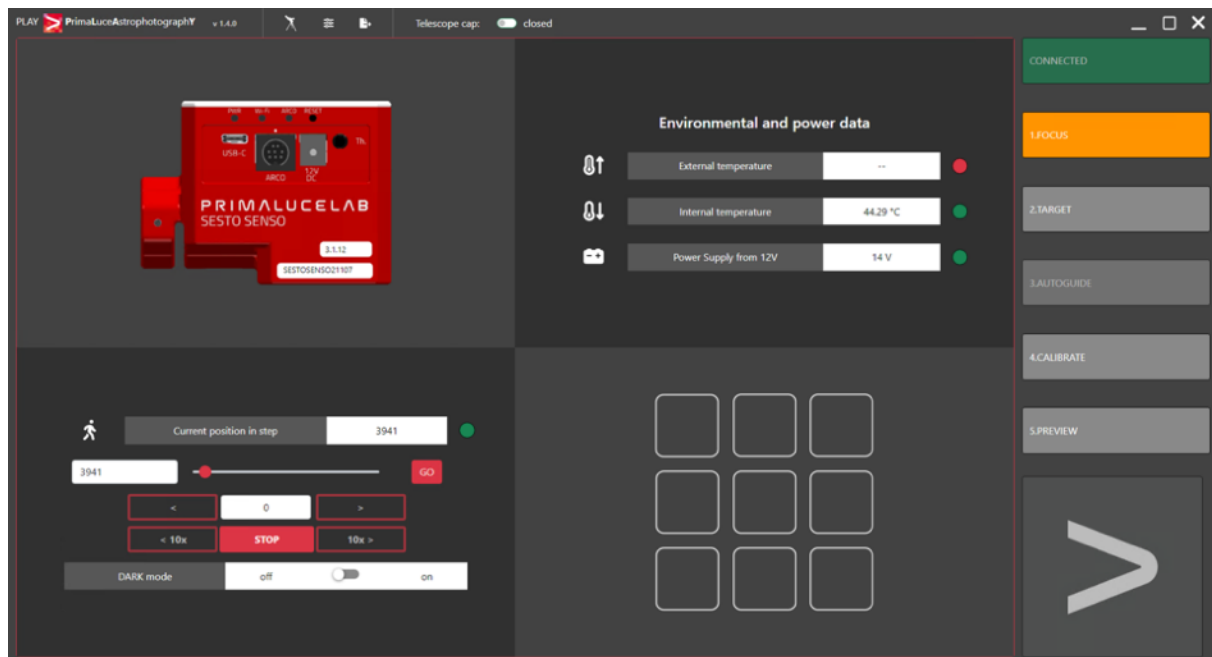 PLAY PrimaLuceAstrophotographY v 1.4.0 Telescope cap: closed
CONNECTED
1.FOCUS
2.TARGET
3.AUTOGUIDE
4.CALIBRATE
5.PREVIEW
PWR Wi-Fi ARCO RESET
USB-C
Th.
ARCO
12V
DC
PRIMALUCELAB
SESTO SENSO
3.1.12
SESTOSENSO21107
Environmental and power data
External temperature --
Internal temperature 44.29 °C
Power Supply from 12V 14 V
Current position in step 3941
3941 GO
< 0 >
< 10x STOP 10x >
DARK mode off on